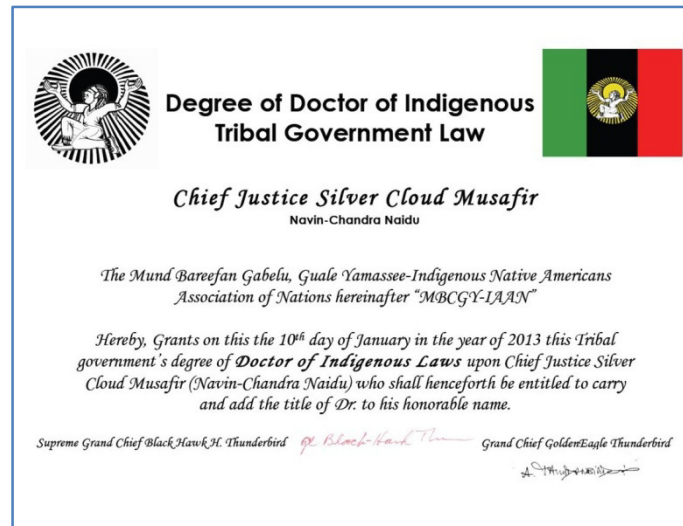 Degree of Doctor of Indigenous
Tribal Government Law
Chief Justice Silver Cloud Musafir
Navin-Chandra Naidu
The Mund Bareefan Gabelu, Guale Yamassee-Indigenous Native Americans
Association of Nations hereinafter “MBCGY-IAAN”
Hereby, Grants on this the 10th day of January in the year of 2013 this Tribal
government’s degree of Doctor of Indigenous Laws upon Chief Justice Silver
Cloud Musafir (Navin-Chandra Naidu) who shall henceforth be entitled to carry
and add the title of Dr. to his honorable name.
Supreme Grand Chief Black Hawk H. Thunderbird Black-Hawk Grand Chief GoldenEagle Thunderbird